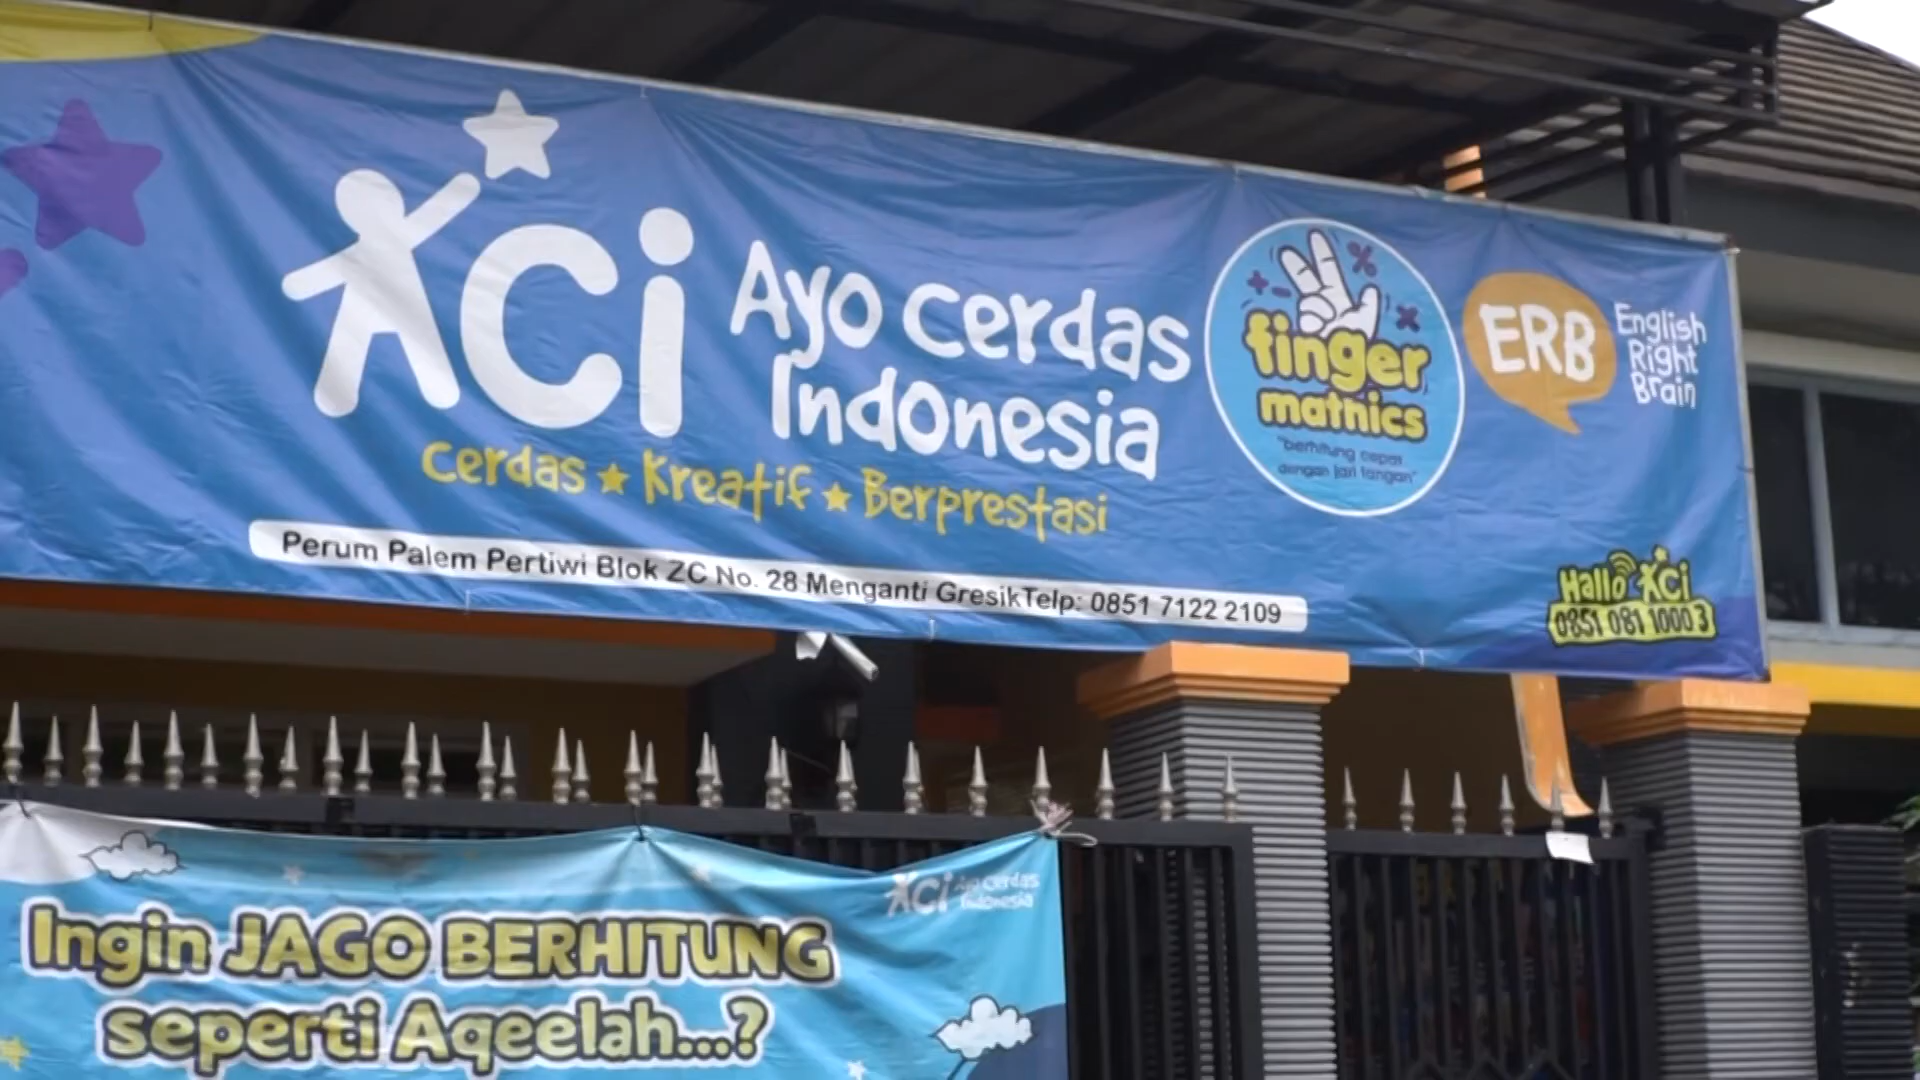 ACi
Ayo Cerdas
Indonesia
Cerdas ★ Kreatif ★ Berprestasi
Perum Palem Pertiwi Blok ZC No. 28 Menganti GresikTelp: 0851 7122 2109
finger
matnics
"berhitung cepat
dengan jari tangan"
ERB
English
Right
Brain
Hallo ACi
0851 081 1000 3
ACi Ayo Cerdas
Indonesia
Ingin JAGO BERHITUNG
seperti Aqeelah...?